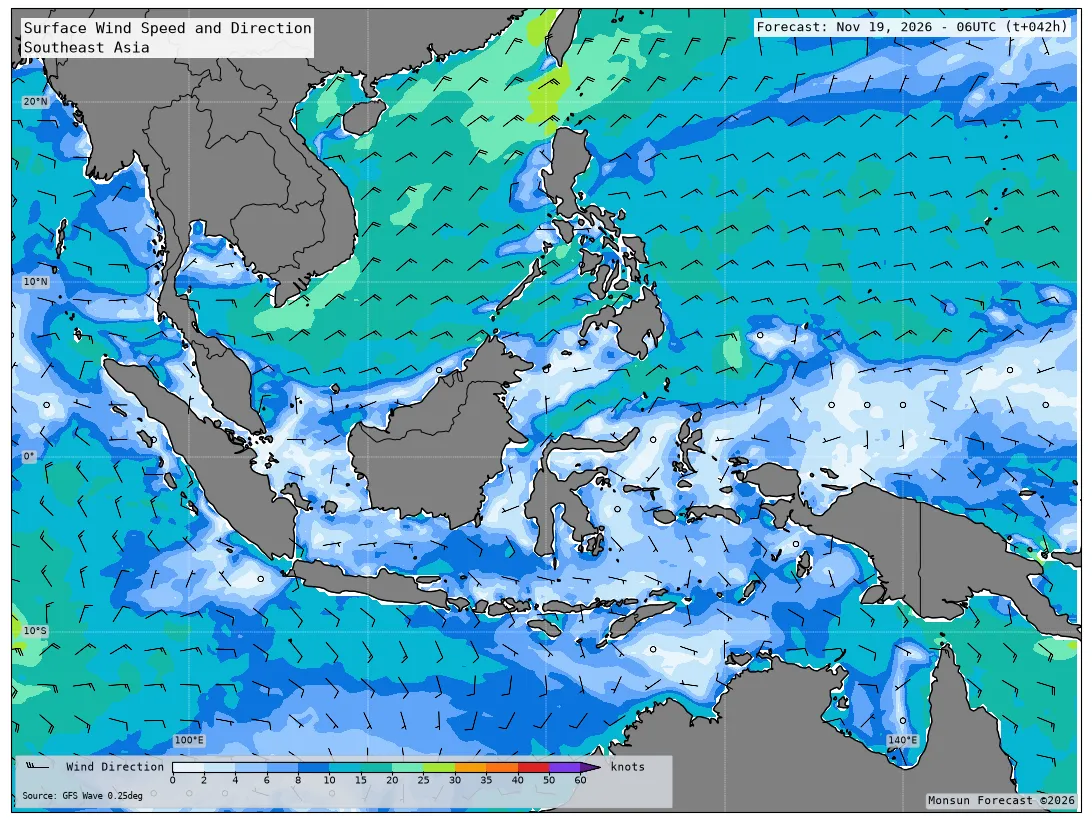 Surface Wind Speed and Direction
Southeast Asia
Forecast: Nov 19, 2026 - 06UTC (t+042h)
20°N
10°N
0°
10°S
100°E
140°E
Wind Direction
0 2 4 6 8 10 15 20 25 30 35 40 50 60
knots
Source: GFS Wave 0.25deg
Monsun Forecast ©2026